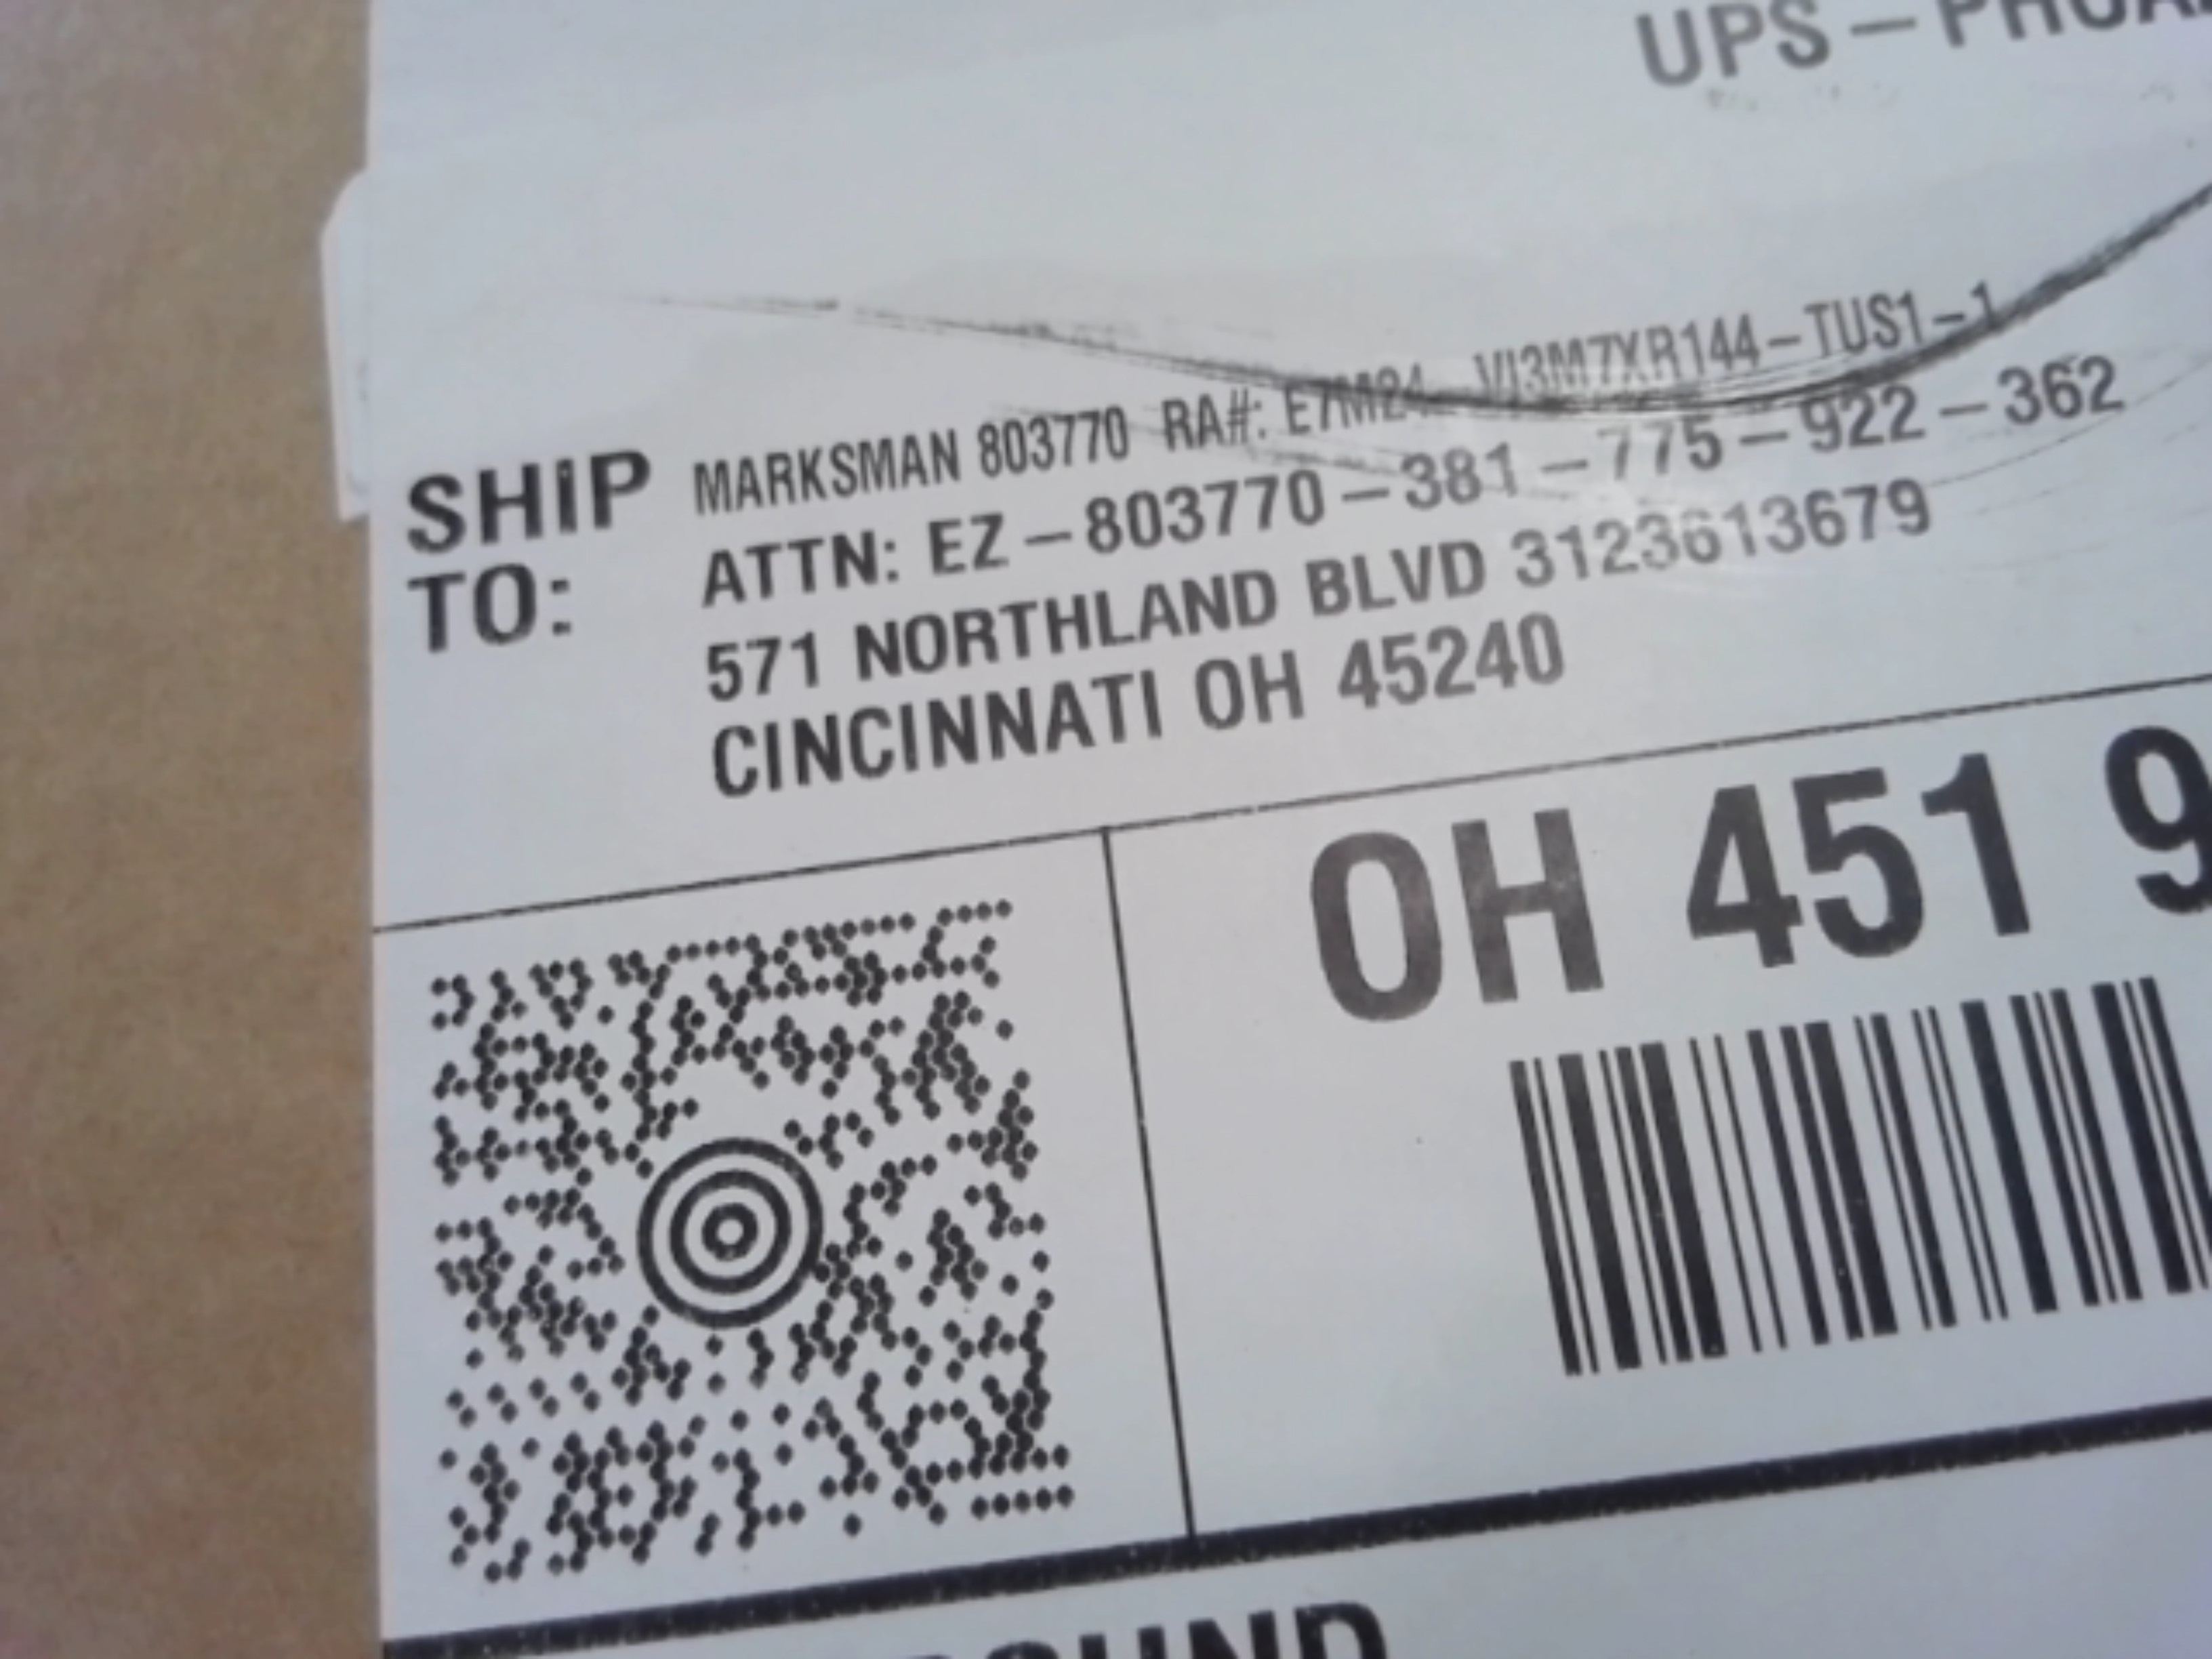 UPS –
SHIP TO:
MARKSMAN 803770 RA#: VI3M7XR144–TUS1–1
ATTN: EZ – 803770 – 381 – 775 – 922 – 362
571 NORTHLAND BLVD 3123613679
CINCINNATI OH 45240
OH 451 9